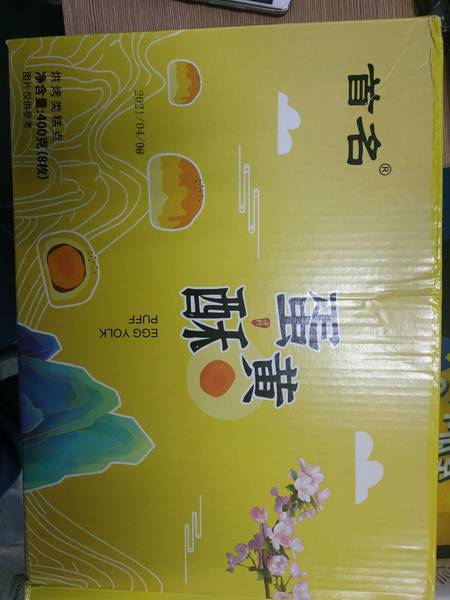 首名®
蛋黄
酥
EGG YOLK
PUFF
2021/04/08
烘烤类糕点
净含量:400克(8枚)
图片仅供参考